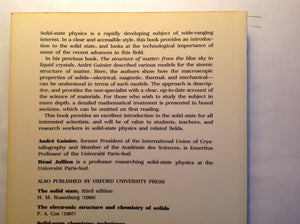 Solid-state physics is a rapidly developing subject of wide-ranging
interest. In a clear and accessible style, this book provides an introduc-
tion to the solid state, and looks at the technological importance of
some of the recent advances in this field.
In his previous book, The structure of matter: from the blue sky to
liquid crystals, André Guinier described various models for the atomic
structure of matter. Here, the authors show how the macroscopic
properties of solids—electrical, magnetic, thermal, and mechanical—
can be understood in terms of such models. The approach is descrip-
tive, and provides the non-specialist with a clear, up-to-date account of
the science of materials. For those who wish to study the subject in
more depth, a detailed mathematical treatment is presented in boxed
sections, which can be omitted on first reading.
This book provides an excellent introduction to the solid state for all
interested scientists, and will be of value to students, teachers, and
research workers in solid-state physics and related fields.
André Guinier, former President of the International Union of Crys-
tallography and Member of the Académie des Sciences, is Emeritus
Professor of the Université Paris-Sud.
Rémi Jullien is a professor researching solid-state physics at the
Université Paris-Sud.
ALSO PUBLISHED BY OXFORD UNIVERSITY PRESS
The solid state, third edition
H. M. Rosenberg (1988)
The electronic structure and chemistry of solids
P. A. Cox (1987)
Solid-state chemistry: techniques